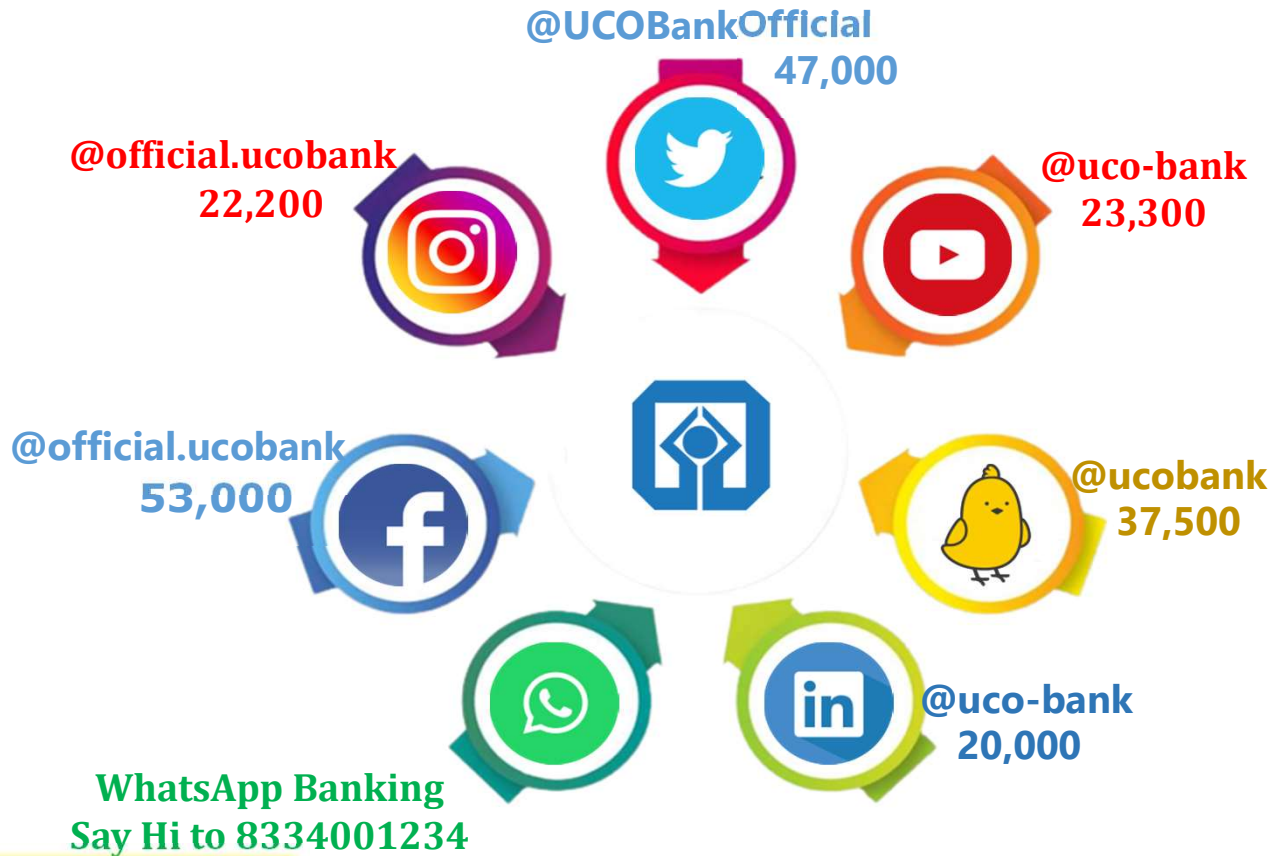 @UCOBankOfficial
47,000
@official.ucobank
22,200
@uco-bank
23,300
@official.ucobank
53,000
@ucobank
37,500
in
@uco-bank
20,000
WhatsApp Banking
Say Hi to 8334001234